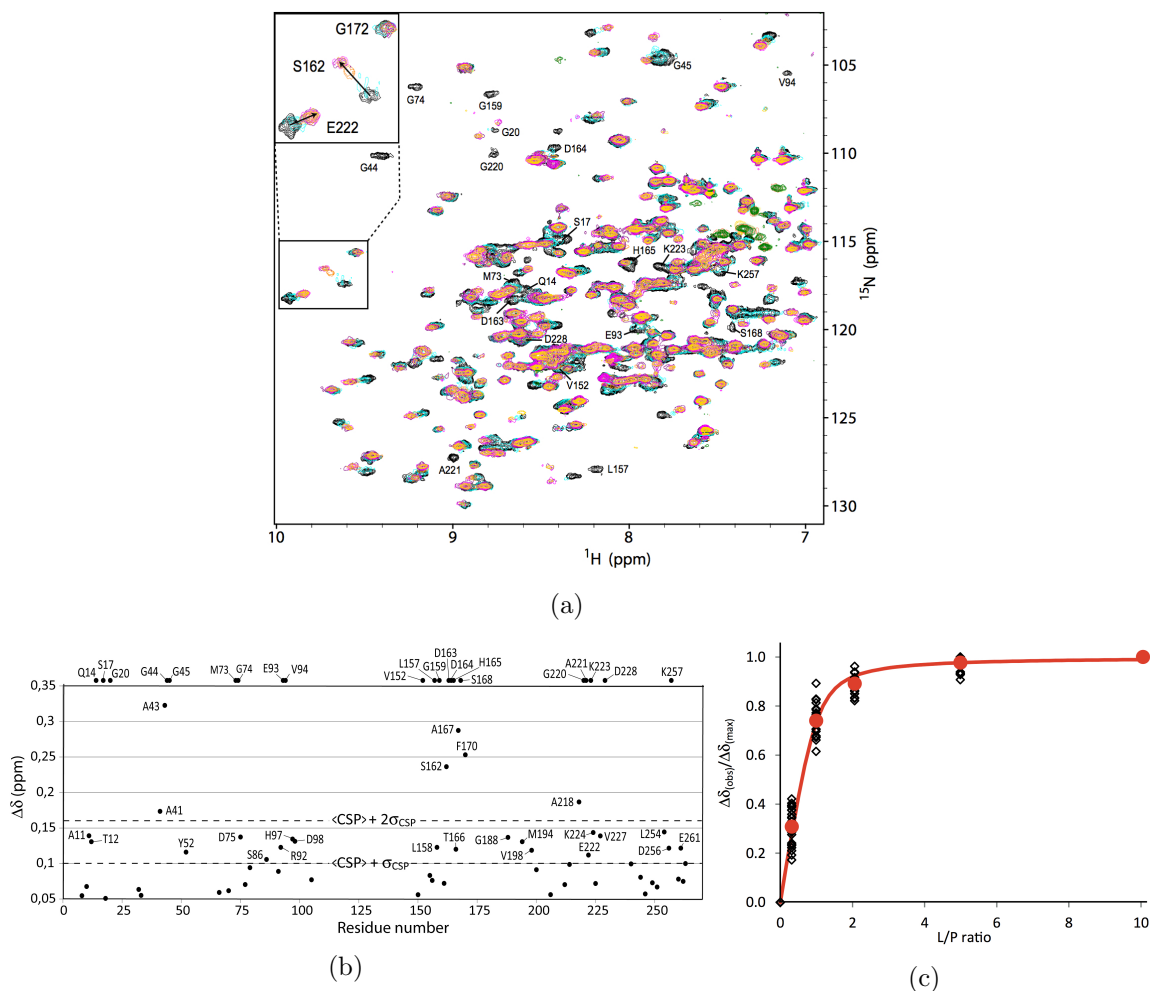 G172
S162
E222
G44
G74
G159
G20
G220
D164
G45
V94
105
110
115
120
125
130
¹⁵N (ppm)
S17
H165
K223
K257
M73
Q14
D163
E93
S168
D228
V152
A221
L157
10
9
8
7
¹H (ppm)
(a)
Q14
S17
G20
G44
G45
M73
G74
E93
V94
V152
L157
G159
D163
D164
H165
S168
G220
A221
K223
D228
K257
0,35
0,3
0,25
0,2
0,15
0,1
0,05
Δδ (ppm)
A43
A167
F170
S162
A41
A218
<CSP> + 2σCSP
A11
T12
Y52
D75
H97
D98
S86
R92
L158
T166
G188
M194
V198
K224
V227
E222
L254
D256
E261
<CSP> + σCSP
0
50
100
150
200
250
Residue number
(b)
1.0
0.8
0.6
0.4
0.2
0.0
Δδ(obs)/Δδ(max)
0
2
4
6
8
10
L/P ratio
(c)